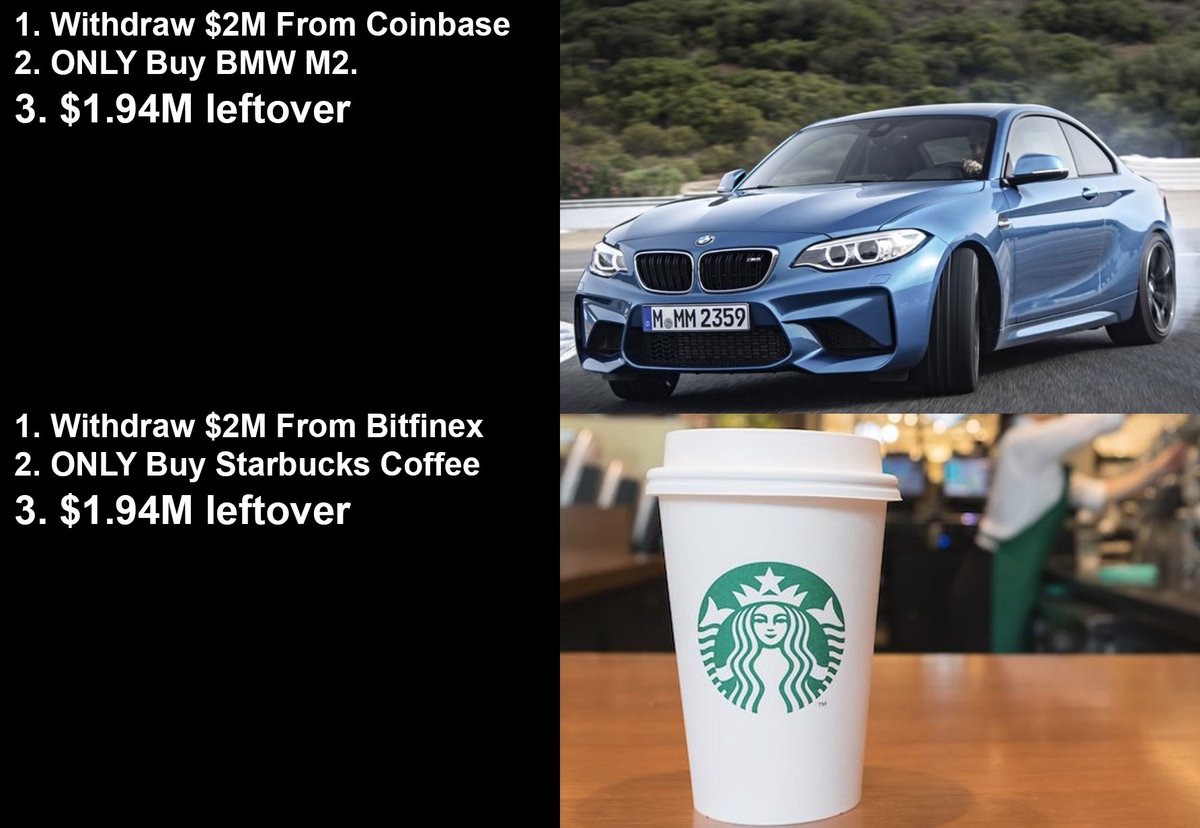 1. Withdraw $2M From Coinbase
2. ONLY Buy BMW M2.
3. $1.94M leftover
M MM 2359
1. Withdraw $2M From Bitfinex
2. ONLY Buy Starbucks Coffee
3. $1.94M leftover
TM